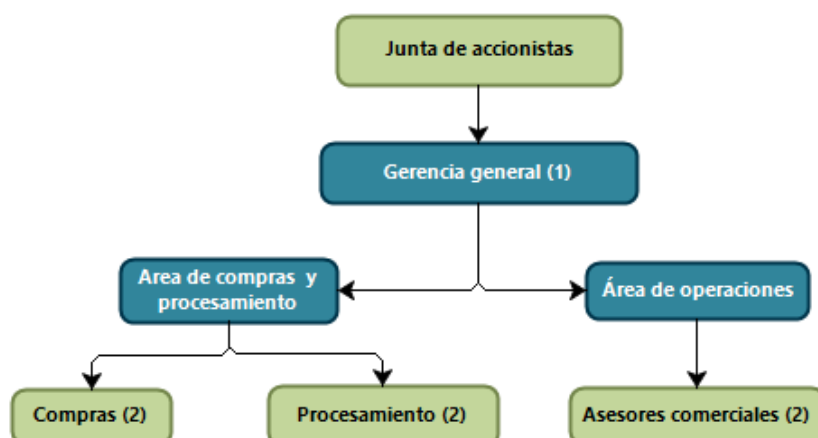 Junta de accionistas
Gerencia general (1)
Area de compras y
procesamiento
Área de operaciones
Compras (2)
Procesamiento (2)
Asesores comerciales (2)